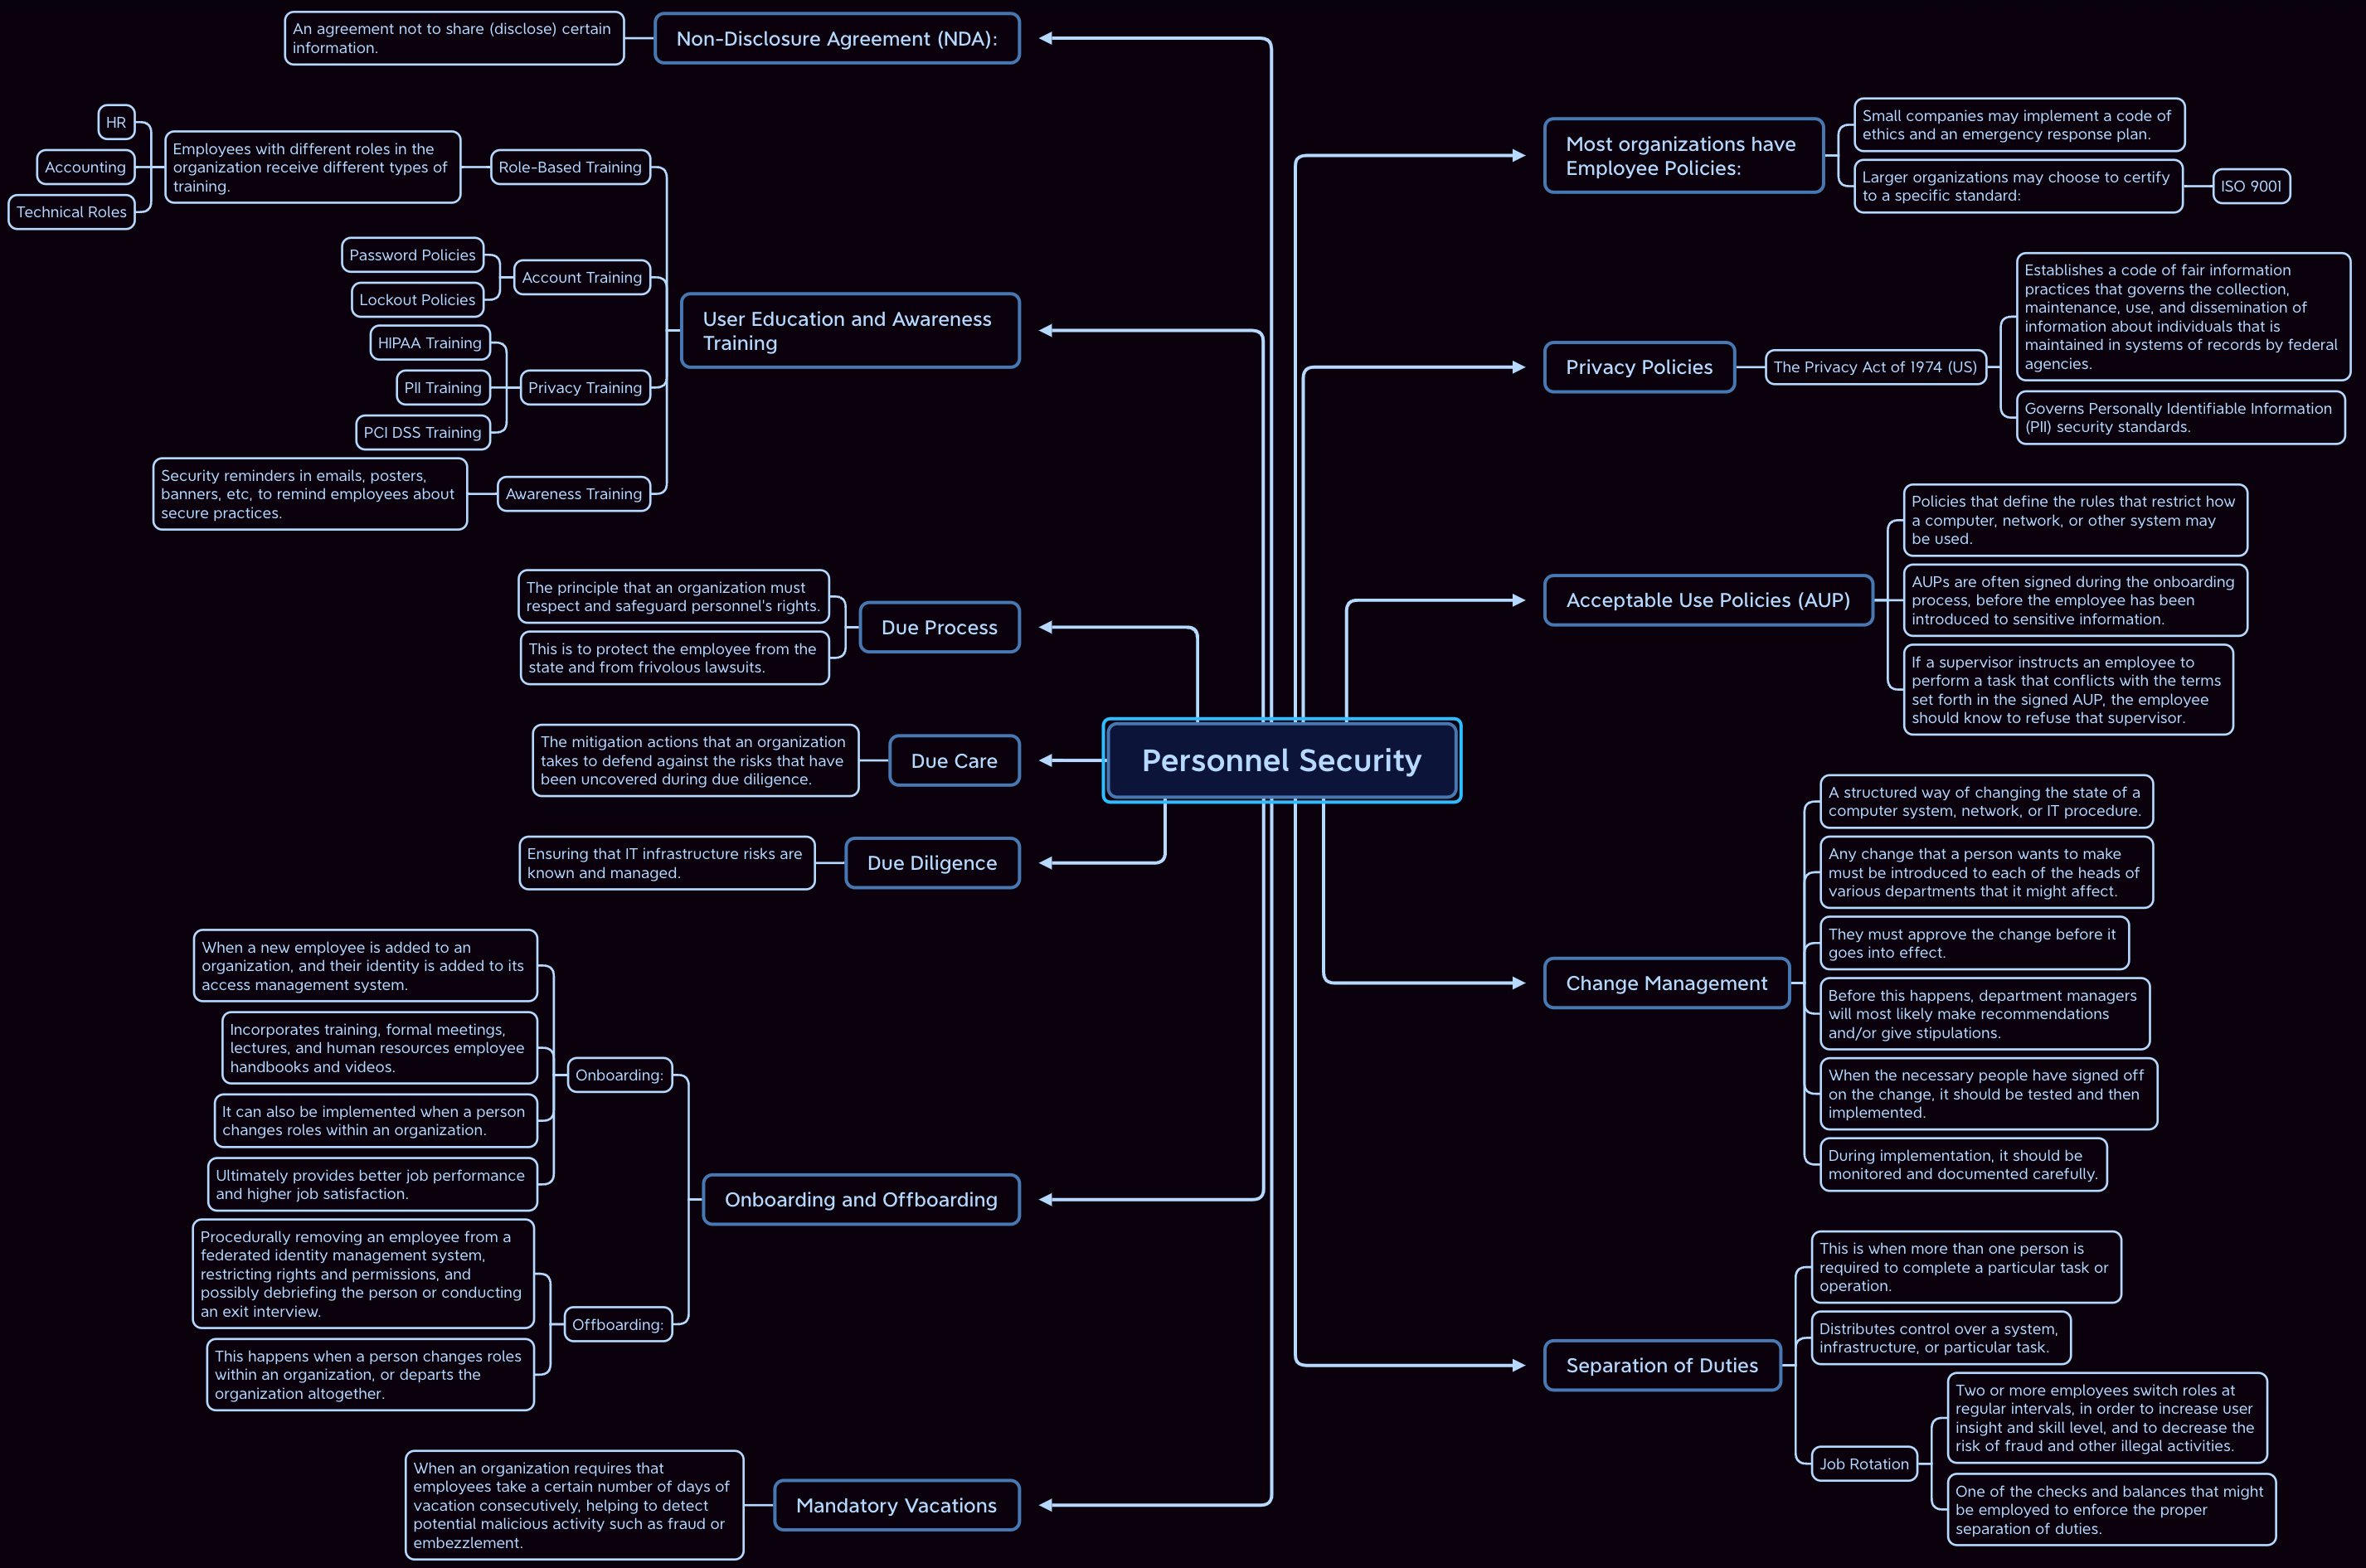 Personnel Security
Non-Disclosure Agreement (NDA):
An agreement not to share (disclose) certain
information.
User Education and Awareness
Training
Role-Based Training
Employees with different roles in the
organization receive different types of
training.
HR
Accounting
Technical Roles
Account Training
Password Policies
Lockout Policies
Privacy Training
HIPAA Training
PII Training
PCI DSS Training
Awareness Training
Security reminders in emails, posters,
banners, etc, to remind employees about
secure practices.
Due Process
The principle that an organization must
respect and safeguard personnel's rights.
This is to protect the employee from the
state and from frivolous lawsuits.
Due Care
The mitigation actions that an organization
takes to defend against the risks that have
been uncovered during due diligence.
Due Diligence
Ensuring that IT infrastructure risks are
known and managed.
Onboarding and Offboarding
Onboarding:
When a new employee is added to an
organization, and their identity is added to its
access management system.
Incorporates training, formal meetings,
lectures, and human resources employee
handbooks and videos.
It can also be implemented when a person
changes roles within an organization.
Ultimately provides better job performance
and higher job satisfaction.
Offboarding:
Procedurally removing an employee from a
federated identity management system,
restricting rights and permissions, and
possibly debriefing the person or conducting
an exit interview.
This happens when a person changes roles
within an organization, or departs the
organization altogether.
Mandatory Vacations
When an organization requires that
employees take a certain number of days of
vacation consecutively, helping to detect
potential malicious activity such as fraud or
embezzlement.
Most organizations have
Employee Policies:
Small companies may implement a code of
ethics and an emergency response plan.
Larger organizations may choose to certify
to a specific standard:
ISO 9001
Privacy Policies
The Privacy Act of 1974 (US)
Establishes a code of fair information
practices that governs the collection,
maintenance, use, and dissemination of
information about individuals that is
maintained in systems of records by federal
agencies.
Governs Personally Identifiable Information
(PII) security standards.
Acceptable Use Policies (AUP)
Policies that define the rules that restrict how
a computer, network, or other system may
be used.
AUPs are often signed during the onboarding
process, before the employee has been
introduced to sensitive information.
If a supervisor instructs an employee to
perform a task that conflicts with the terms
set forth in the signed AUP, the employee
should know to refuse that supervisor.
Change Management
A structured way of changing the state of a
computer system, network, or IT procedure.
Any change that a person wants to make
must be introduced to each of the heads of
various departments that it might affect.
They must approve the change before it
goes into effect.
Before this happens, department managers
will most likely make recommendations
and/or give stipulations.
When the necessary people have signed off
on the change, it should be tested and then
implemented.
During implementation, it should be
monitored and documented carefully.
Separation of Duties
This is when more than one person is
required to complete a particular task or
operation.
Distributes control over a system,
infrastructure, or particular task.
Job Rotation
Two or more employees switch roles at
regular intervals, in order to increase user
insight and skill level, and to decrease the
risk of fraud and other illegal activities.
One of the checks and balances that might
be employed to enforce the proper
separation of duties.